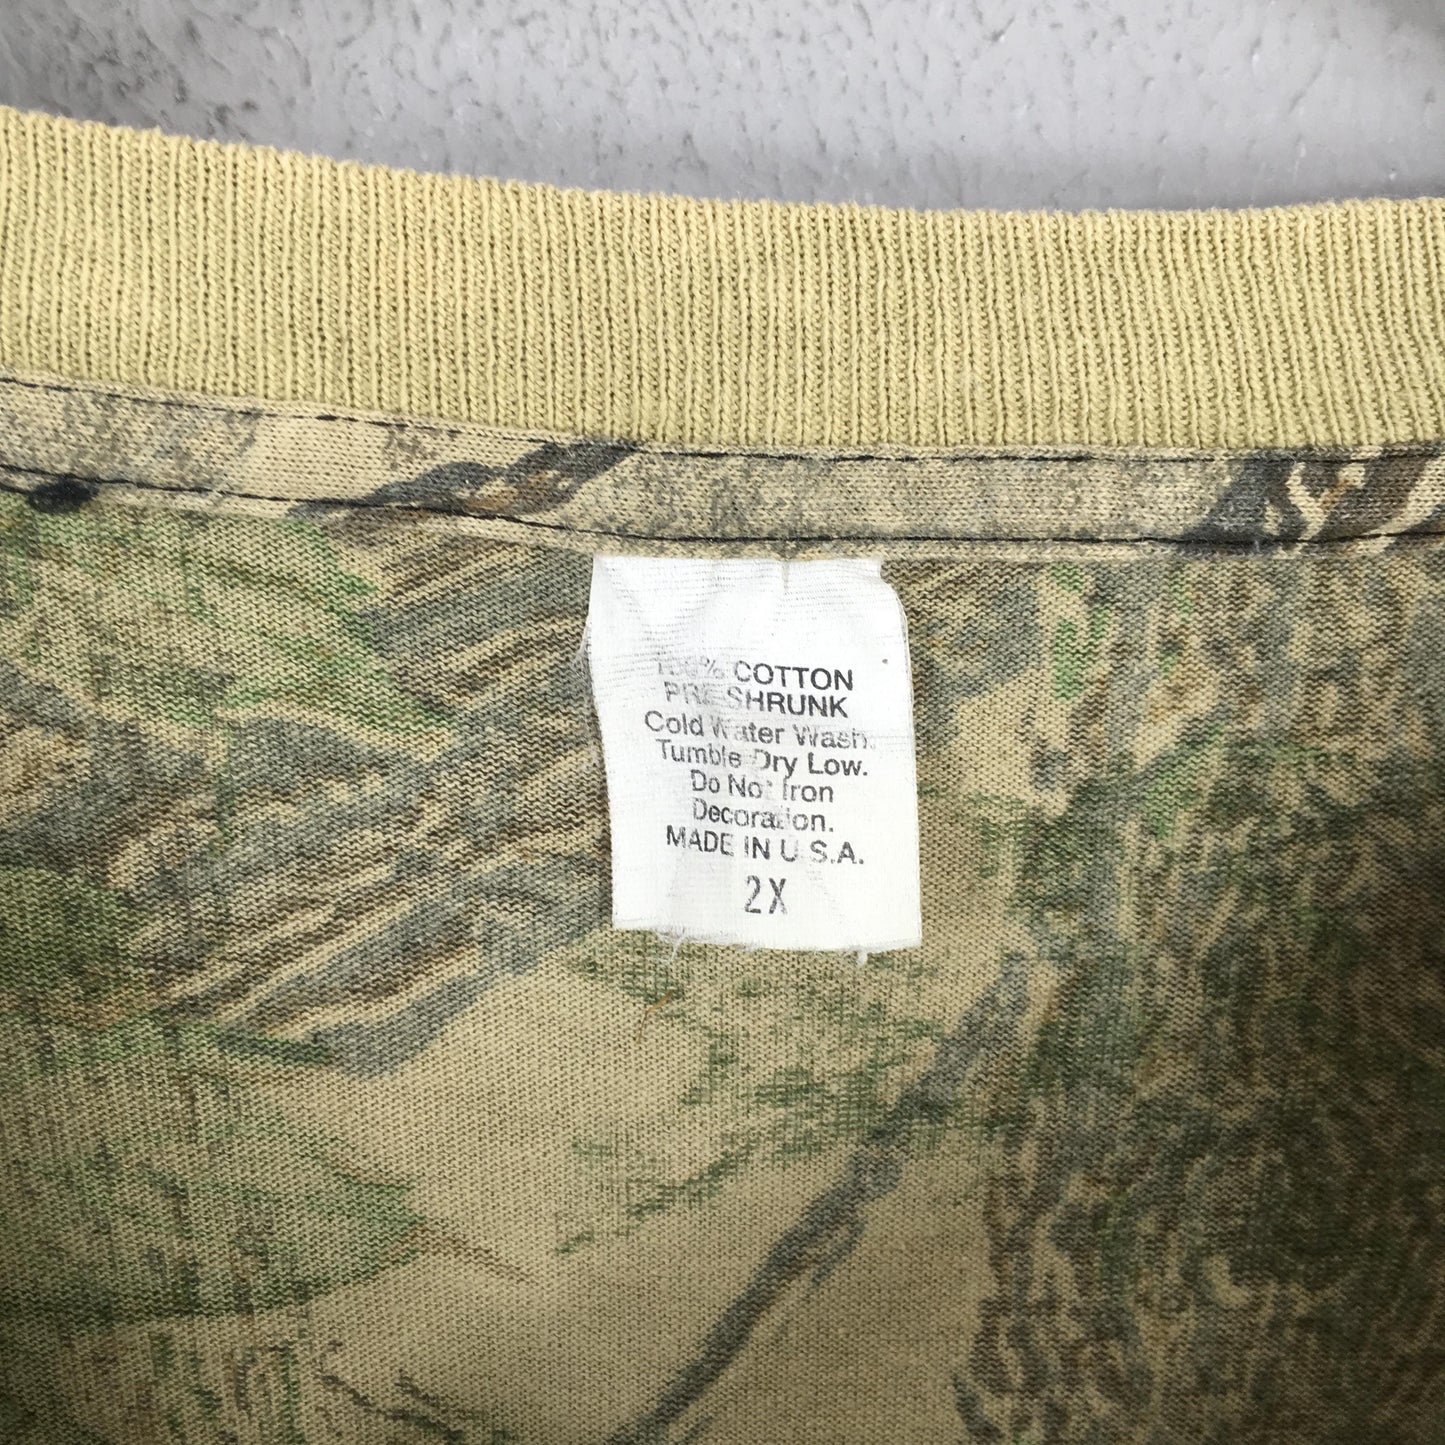 100% COTTON
PRE-SHRUNK
Cold Water Wash.
Tumble Dry Low.
Do Not Iron
Decoration.
MADE IN U.S.A.
2X